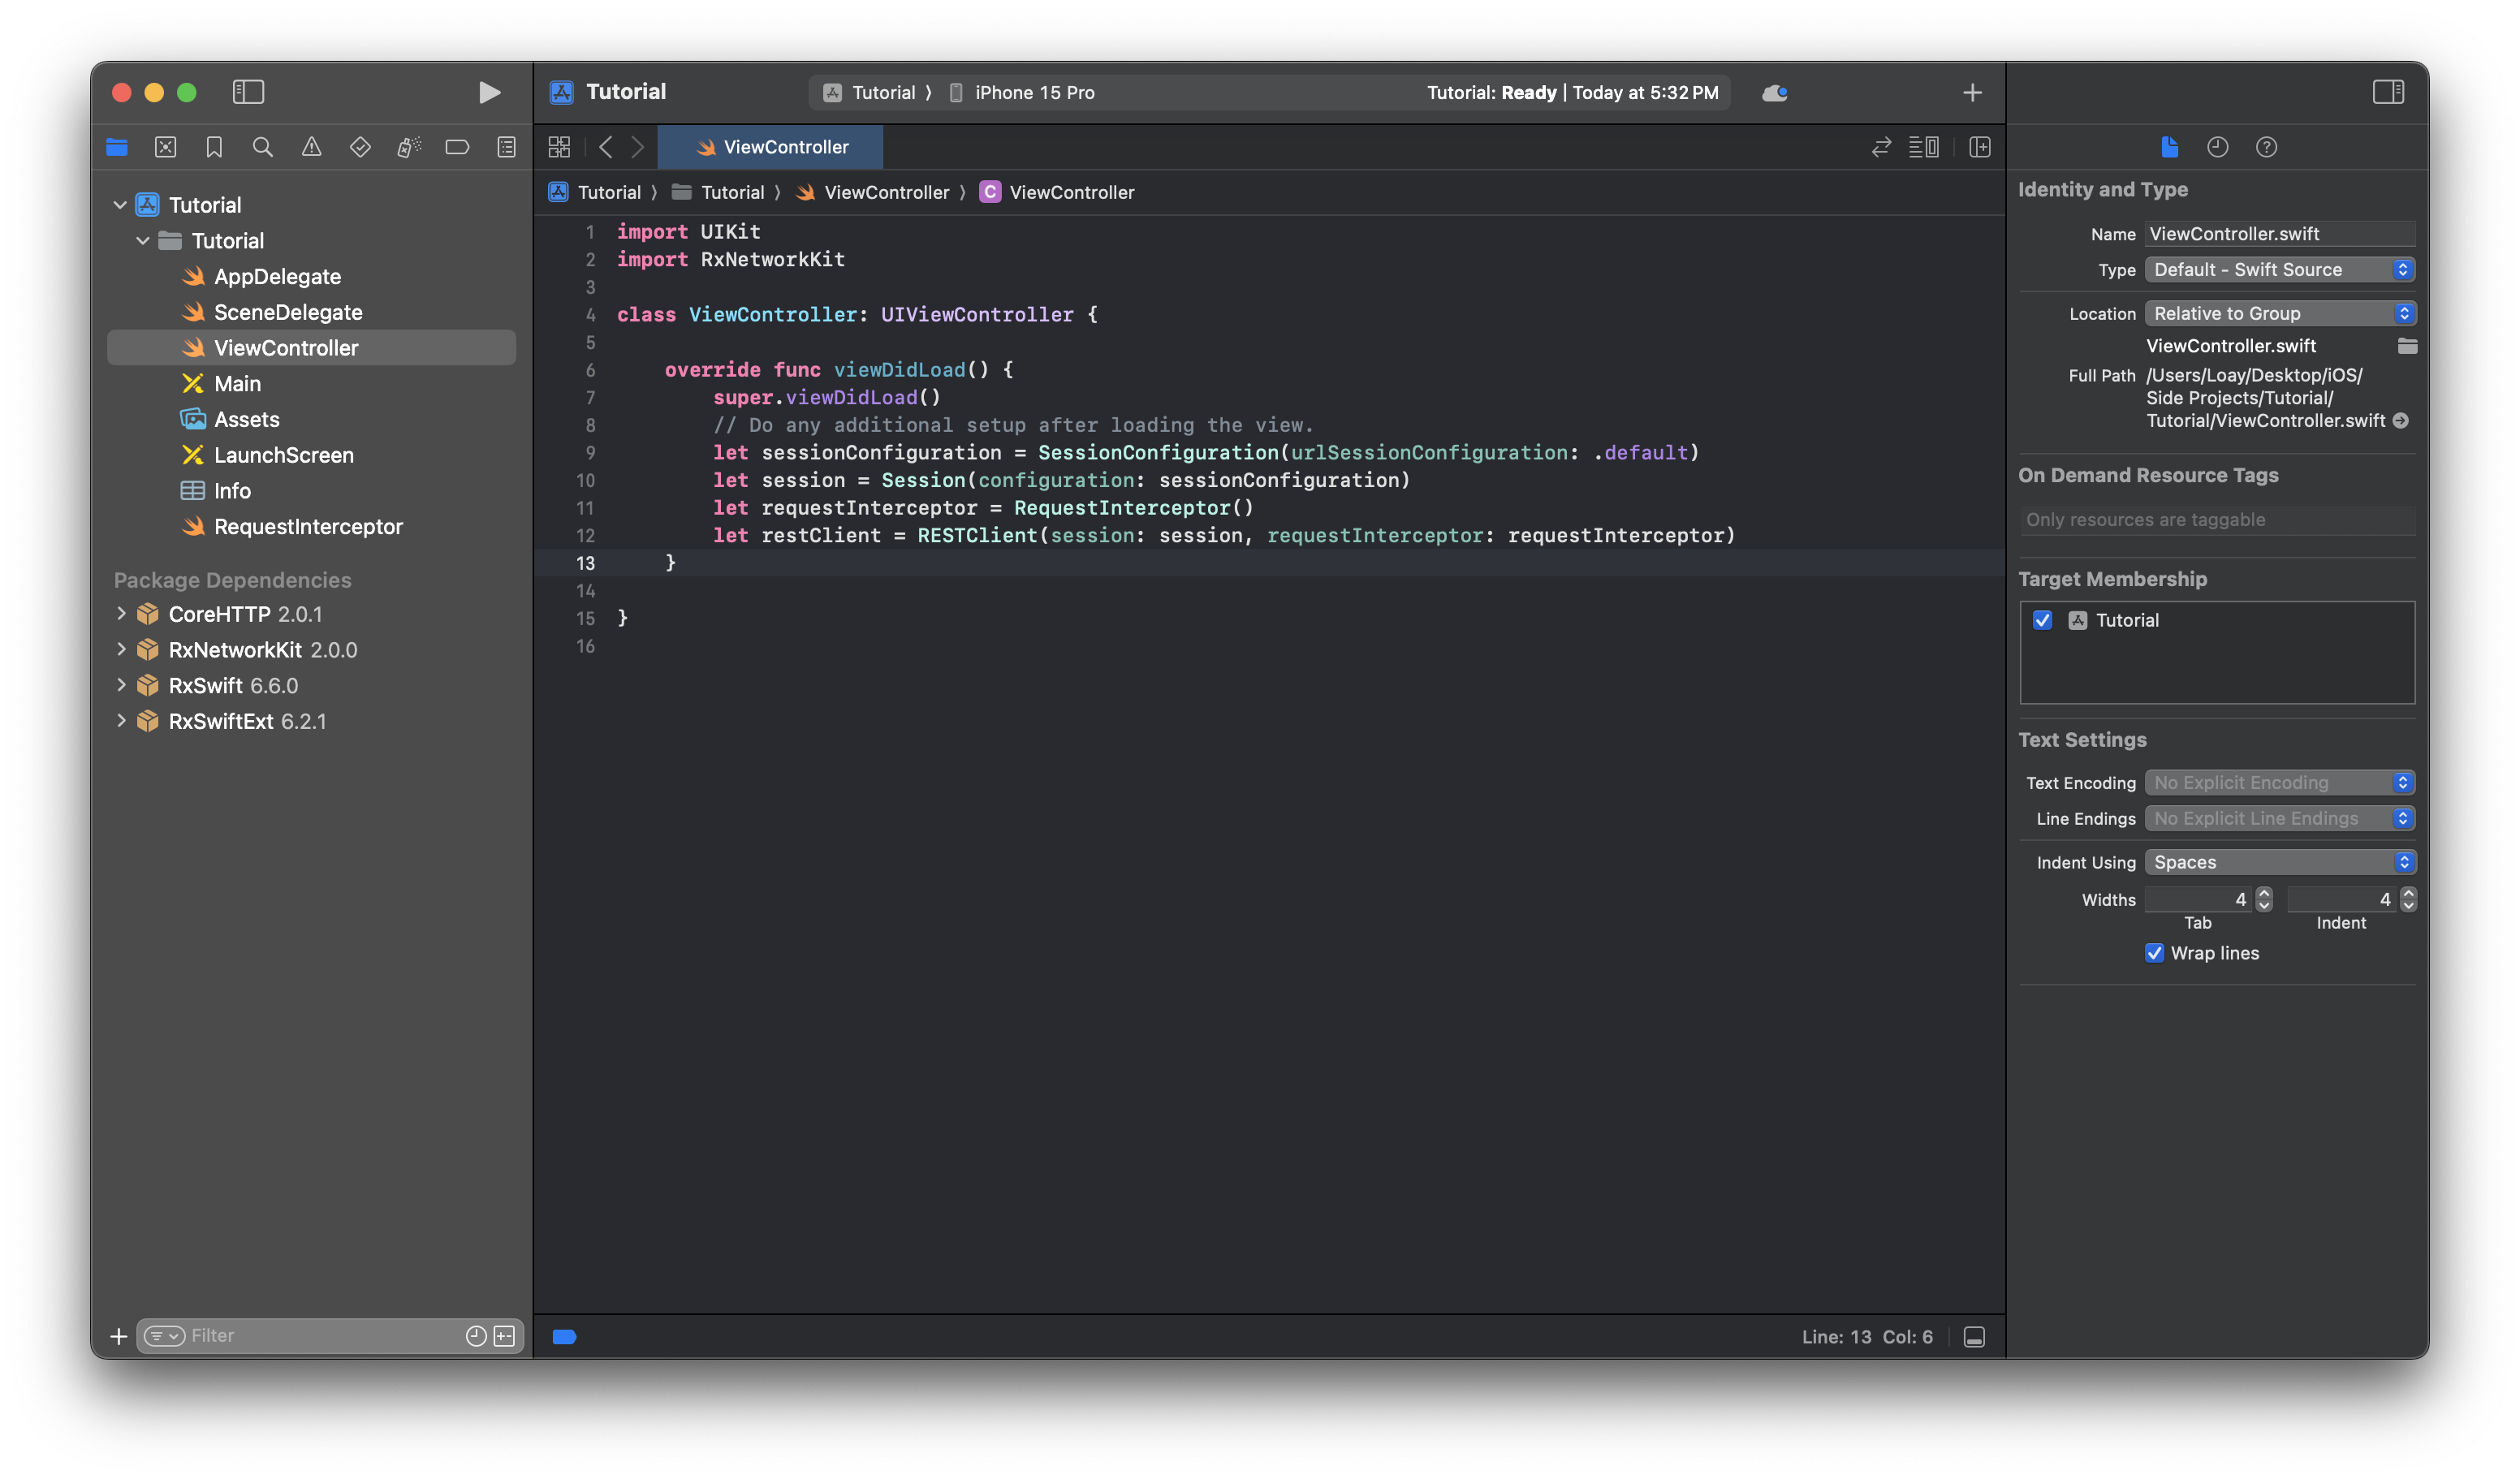 Tutorial
Tutorial 〉 iPhone 15 Pro
Tutorial: Ready | Today at 5:32 PM
ViewController
Tutorial 〉 Tutorial 〉 ViewController 〉 C ViewController
Tutorial
Tutorial
AppDelegate
SceneDelegate
ViewController
Main
Assets
LaunchScreen
Info
RequestInterceptor
Package Dependencies
CoreHTTP 2.0.1
RxNetworkKit 2.0.0
RxSwift 6.6.0
RxSwiftExt 6.2.1
Filter
1 import UIKit
2 import RxNetworkKit
3
4 class ViewController: UIViewController {
5
6     override func viewDidLoad() {
7         super.viewDidLoad()
8         // Do any additional setup after loading the view.
9         let sessionConfiguration = SessionConfiguration(urlSessionConfiguration: .default)
10         let session = Session(configuration: sessionConfiguration)
11         let requestInterceptor = RequestInterceptor()
12         let restClient = RESTClient(session: session, requestInterceptor: requestInterceptor)
13     }
14
15 }
16
Line: 13 Col: 6
Identity and Type
Name ViewController.swift
Type Default - Swift Source
Location Relative to Group
ViewController.swift
Full Path /Users/Loay/Desktop/iOS/
Side Projects/Tutorial/
Tutorial/ViewController.swift
On Demand Resource Tags
Only resources are taggable
Target Membership
Tutorial
Text Settings
Text Encoding No Explicit Encoding
Line Endings No Explicit Line Endings
Indent Using Spaces
Widths 4 4
Tab Indent
Wrap lines